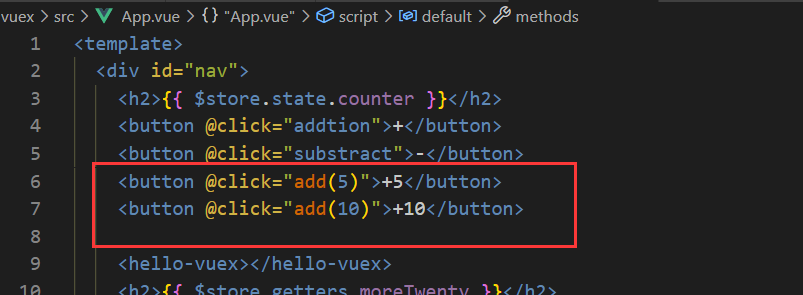 vuex > src > App.vue > {} "App.vue" > script > default > methods
1 <template>
2 <div id="nav">
3 <h2>{{ $store.state.counter }}</h2>
4 <button @click="addtion">+</button>
5 <button @click="substract">-</button>
6 <button @click="add(5)">+5</button>
7 <button @click="add(10)">+10</button>
8
9 <hello-vuex></hello-vuex>
10 <h2>{{ $store.getters.moreTwenty }}</h2>